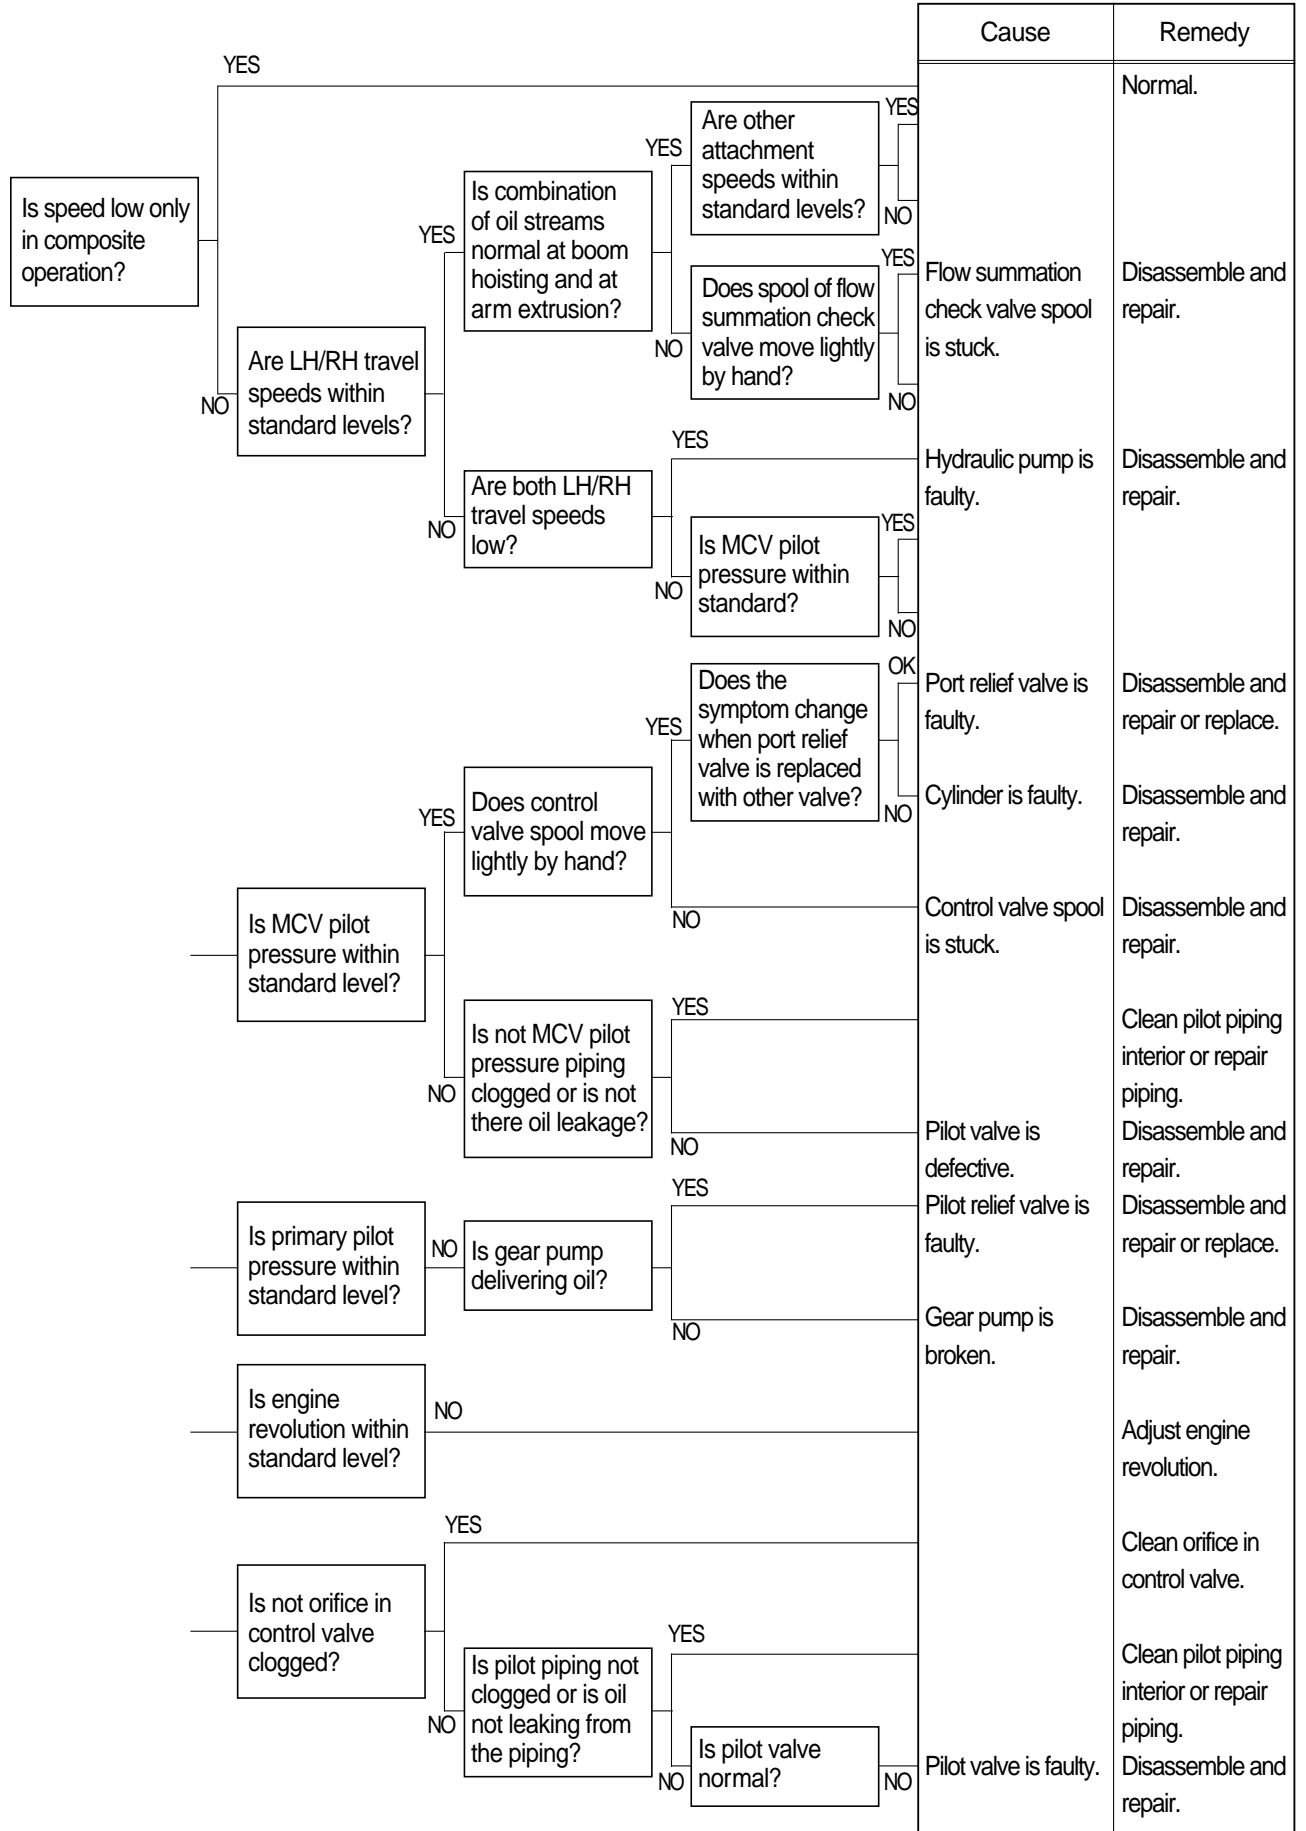 Cause
Remedy
YES
Normal.
Is speed low only
in composite
operation?
NO
Are LH/RH travel
speeds within
standard levels?
YES
Is combination
of oil streams
normal at boom
hoisting and at
arm extrusion?
YES
Are other
attachment
speeds within
standard levels?
YES
NO
NO
Does spool of flow
summation check
valve move lightly
by hand?
YES
NO
Flow summation
check valve spool
is stuck.
Disassemble and
repair.
NO
Are both LH/RH
travel speeds
low?
YES
Hydraulic pump is
faulty.
Disassemble and
repair.
NO
Is MCV pilot
pressure within
standard?
YES
NO
Is MCV pilot
pressure within
standard level?
YES
Does control
valve spool move
lightly by hand?
YES
Does the
symptom change
when port relief
valve is replaced
with other valve?
OK
Port relief valve is
faulty.
Disassemble and
repair or replace.
NO
Cylinder is faulty.
Disassemble and
repair.
NO
Control valve spool
is stuck.
Disassemble and
repair.
NO
Is not MCV pilot
pressure piping
clogged or is not
there oil leakage?
YES
Clean pilot piping
interior or repair
piping.
NO
Pilot valve is
defective.
Disassemble and
repair.
Is primary pilot
pressure within
standard level?
NO
Is gear pump
delivering oil?
YES
Pilot relief valve is
faulty.
Disassemble and
repair or replace.
NO
Gear pump is
broken.
Disassemble and
repair.
Is engine
revolution within
standard level?
NO
Adjust engine
revolution.
Is not orifice in
control valve
clogged?
YES
Clean orifice in
control valve.
NO
Is pilot piping not
clogged or is oil
not leaking from
the piping?
YES
Clean pilot piping
interior or repair
piping.
NO
Is pilot valve
normal?
NO
Pilot valve is faulty.
Disassemble and
repair.